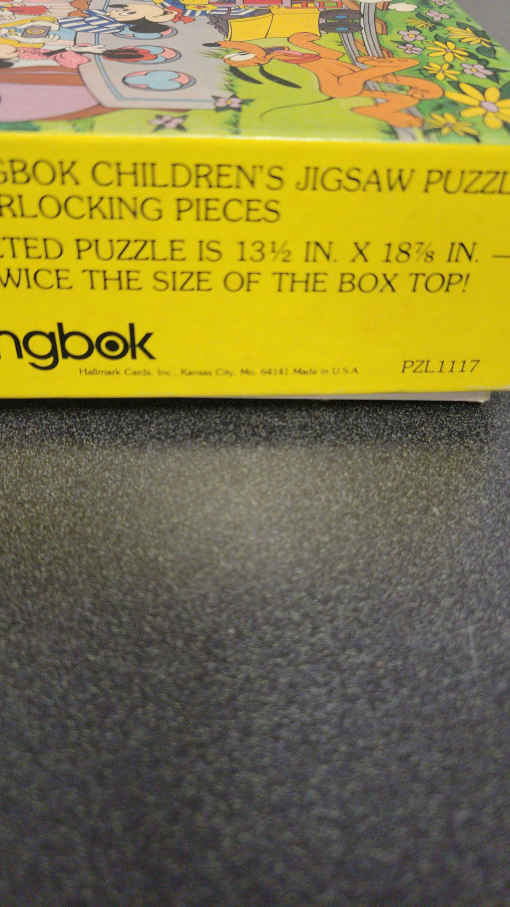 GBOK CHILDREN'S JIGSAW PUZZL
RLOCKING PIECES
ETED PUZZLE IS 13½ IN. X 18⅞ IN. —
WICE THE SIZE OF THE BOX TOP!
ngbok
Hallmark Cards, Inc., Kansas City, Mo. 64141 Made in U.S.A.
PZL1117